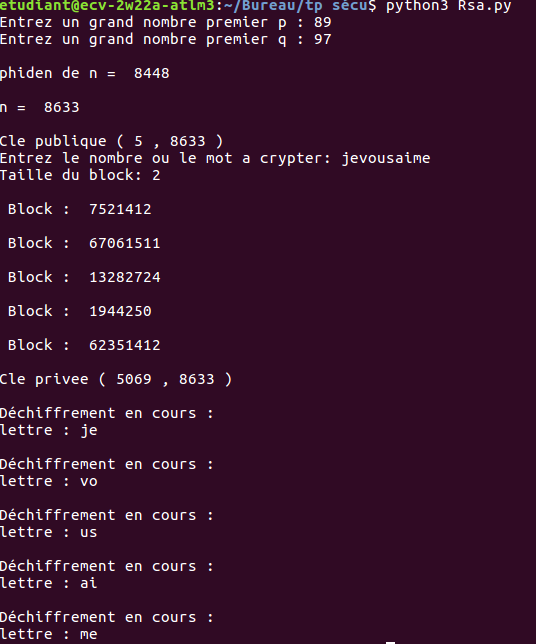 etudiant@ecv-2w22a-atlm3:~/Bureau/tp sécu$ python3 Rsa.py
Entrez un grand nombre premier p : 89
Entrez un grand nombre premier q : 97
phiden de n =  8448
n =  8633
Cle publique ( 5 , 8633 )
Entrez le nombre ou le mot a crypter: jevousaime
Taille du block: 2
Block :  7521412
Block :  67061511
Block :  13282724
Block :  1944250
Block :  62351412
Cle privee ( 5069 , 8633 )
Déchiffrement en cours :
lettre : je
Déchiffrement en cours :
lettre : vo
Déchiffrement en cours :
lettre : us
Déchiffrement en cours :
lettre : ai
Déchiffrement en cours :
lettre : me